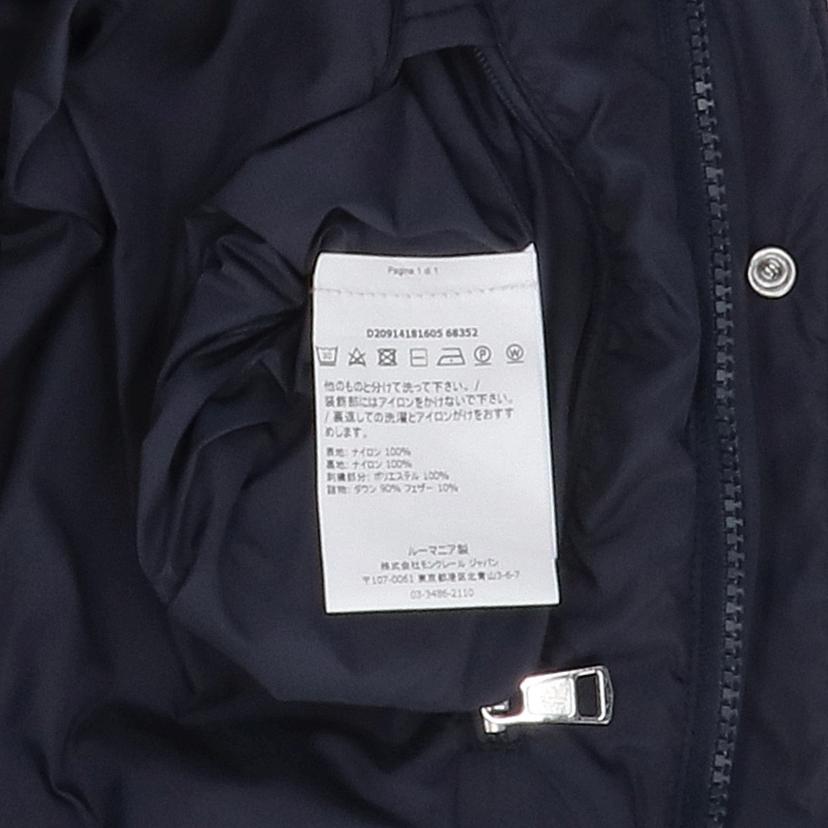 Pagina 1 di 1
D20914181605 68352
30 P W
他のものと分けて洗って下さい。/
装飾部にはアイロンをかけないで下さい。
/ 裏返しての洗濯とアイロンがけをおすす
めします。
表地: ナイロン 100%
裏地: ナイロン 100%
刺繍部分: ポリエステル 100%
詰物: ダウン 90% フェザー 10%
ルーマニア製
株式会社モンクレール ジャパン
〒107-0061 東京都港区北青山3-6-7
03-3486-2110